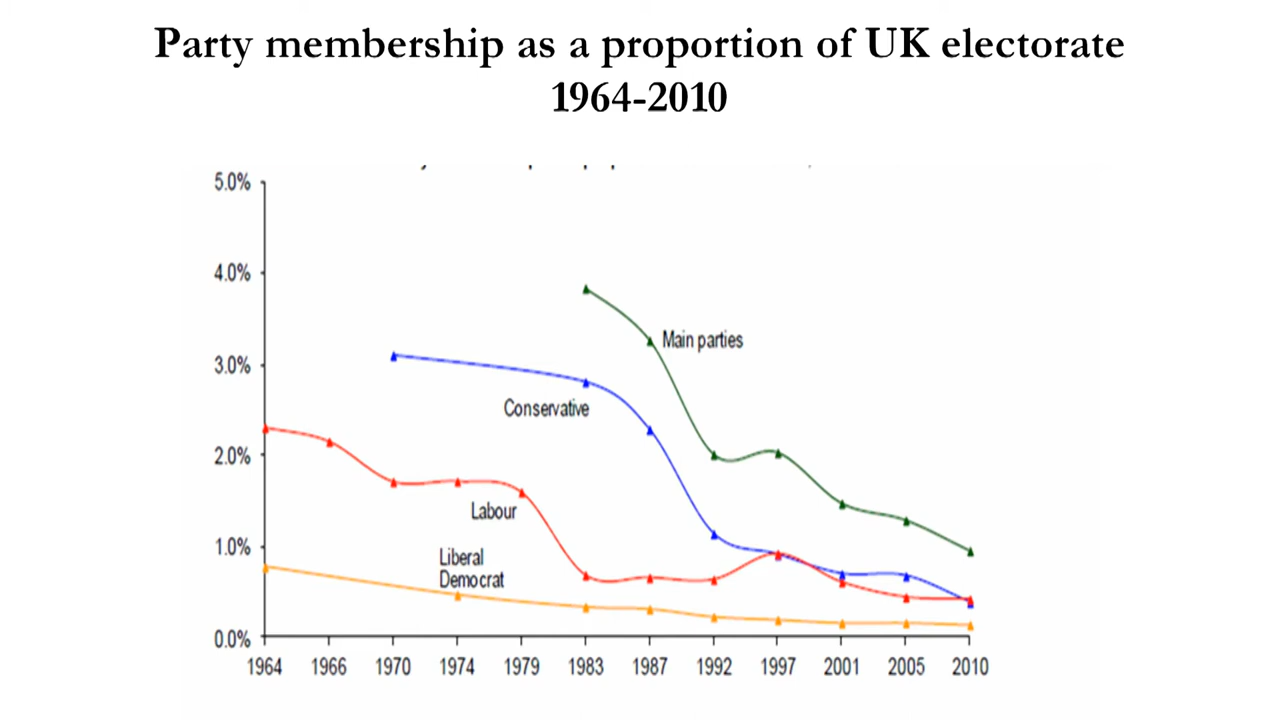 Party membership as a proportion of UK electorate
1964-2010
5.0%
4.0%
Main parties
3.0%
Conservative
2.0%
Labour
1.0%
Liberal
Democrat
0.0%
1964 1966 1970 1974 1979 1983 1987 1992 1997 2001 2005 2010